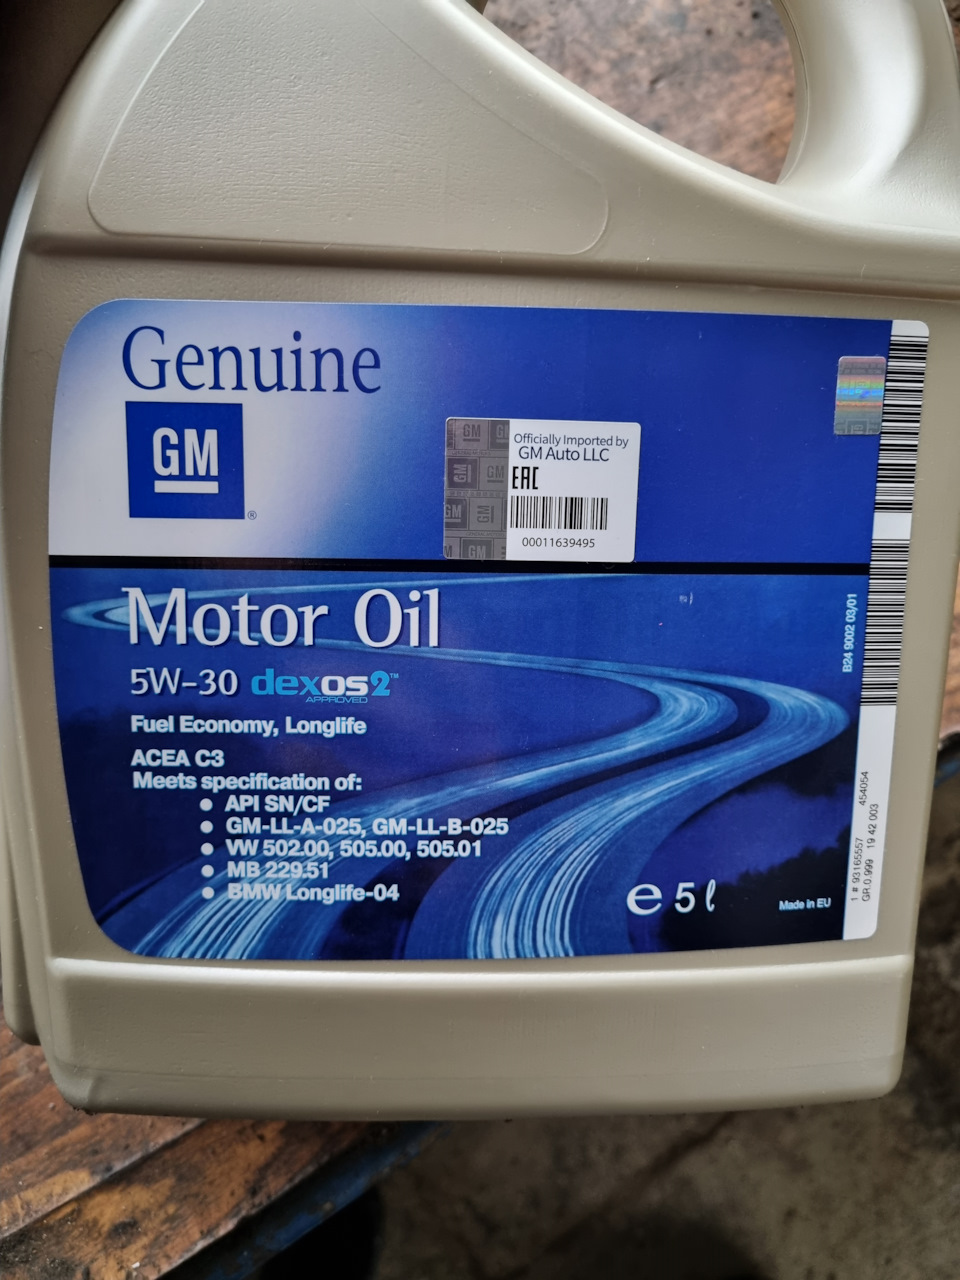 Genuine
GM
®
Officially Imported by
GM Auto LLC
EAC
00011639495
Motor Oil
5W-30 dexos2™
APPROVED
Fuel Economy, Longlife
ACEA C3
Meets specification of:
● API SN/CF
● GM-LL-A-025, GM-LL-B-025
● VW 502.00, 505.00, 505.01
● MB 229.51
● BMW Longlife-04
e 5 ℓ
Made in EU
B24 9002 03/01
1 # 93165557 454054
GR.0.999 19 42 003